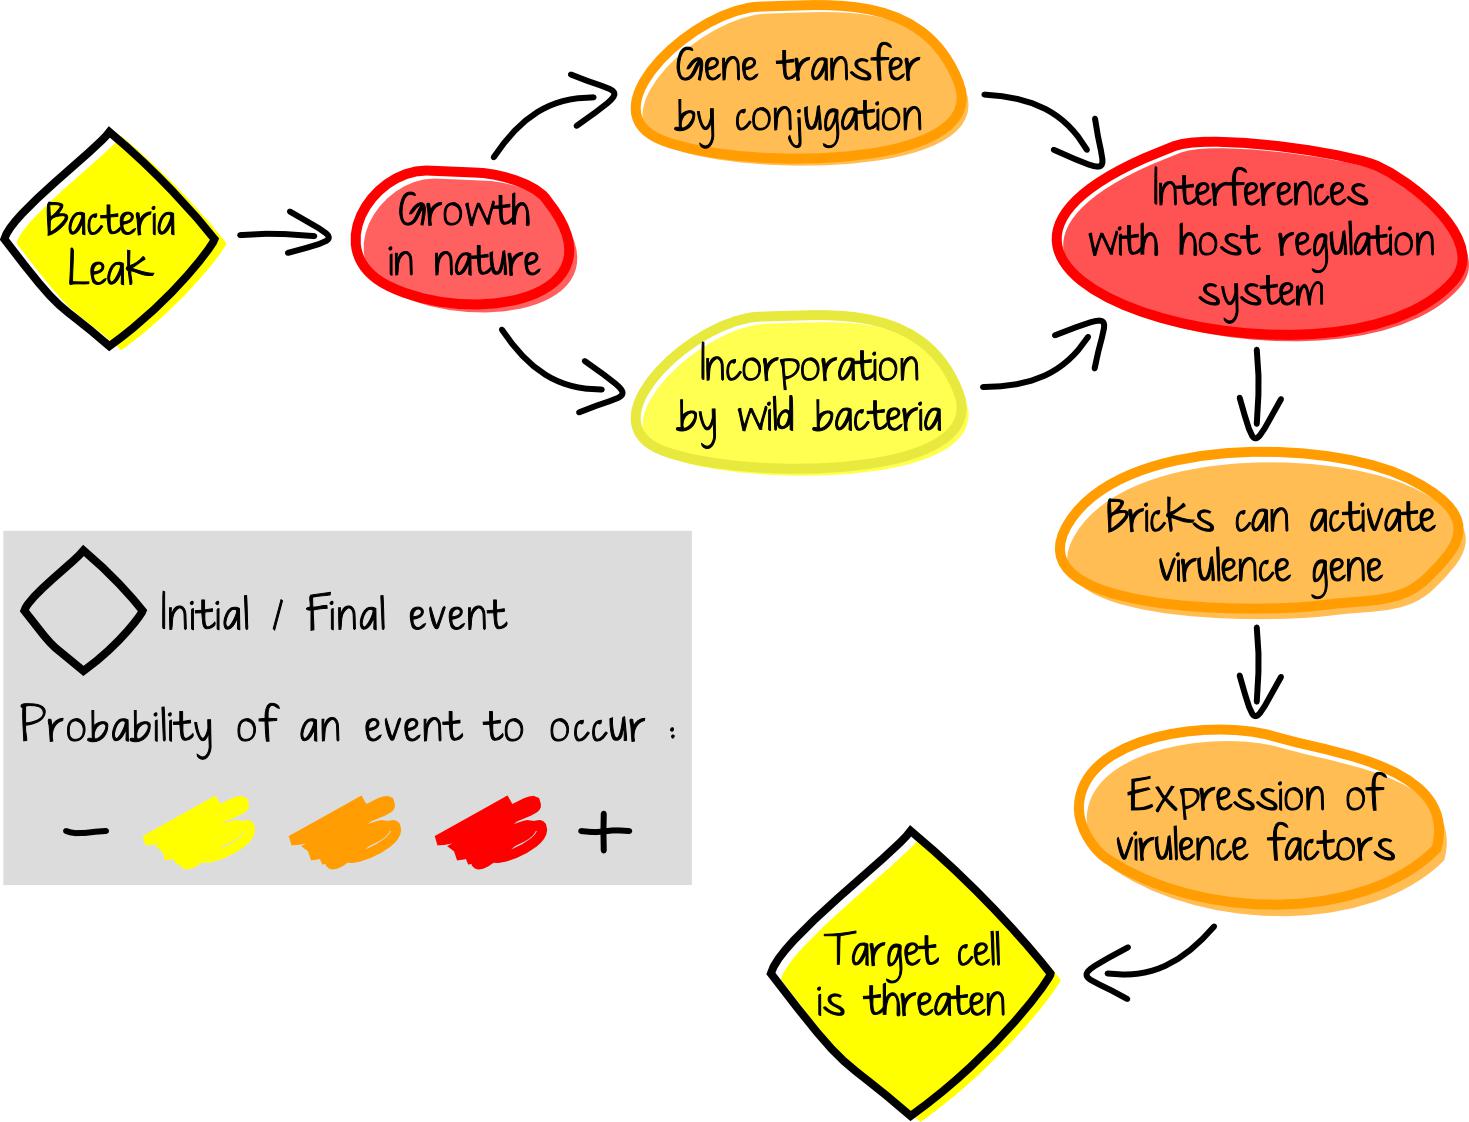 Gene transfer
by conjugation
Bacteria
Leak
Growth
in nature
Interferences
with host regulation
system
Incorporation
by wild bacteria
Bricks can activate
virulence gene
Initial / Final event
Probability of an event to occur :
- +
Expression of
virulence factors
Target cell
is threaten